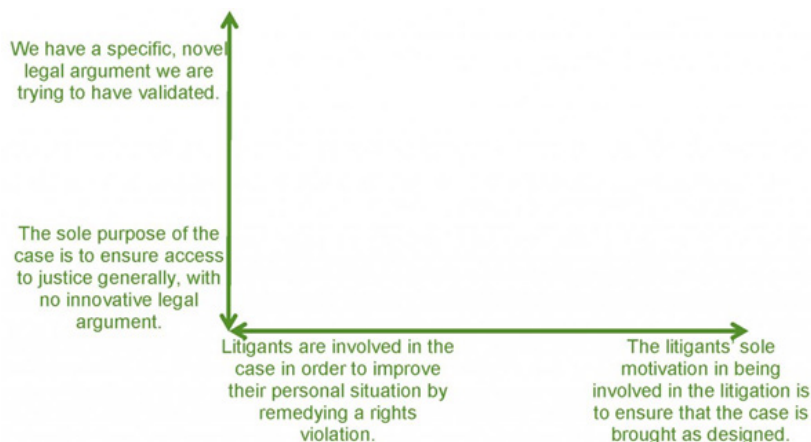 We have a specific, novel
legal argument we are
trying to have validated.
The sole purpose of the
case is to ensure access
to justice generally, with
no innovative legal
argument.
Litigants are involved in the
case in order to improve
their personal situation by
remedying a rights
violation.
The litigants' sole
motivation in being
involved in the litigation is
to ensure that the case is
brought as designed.